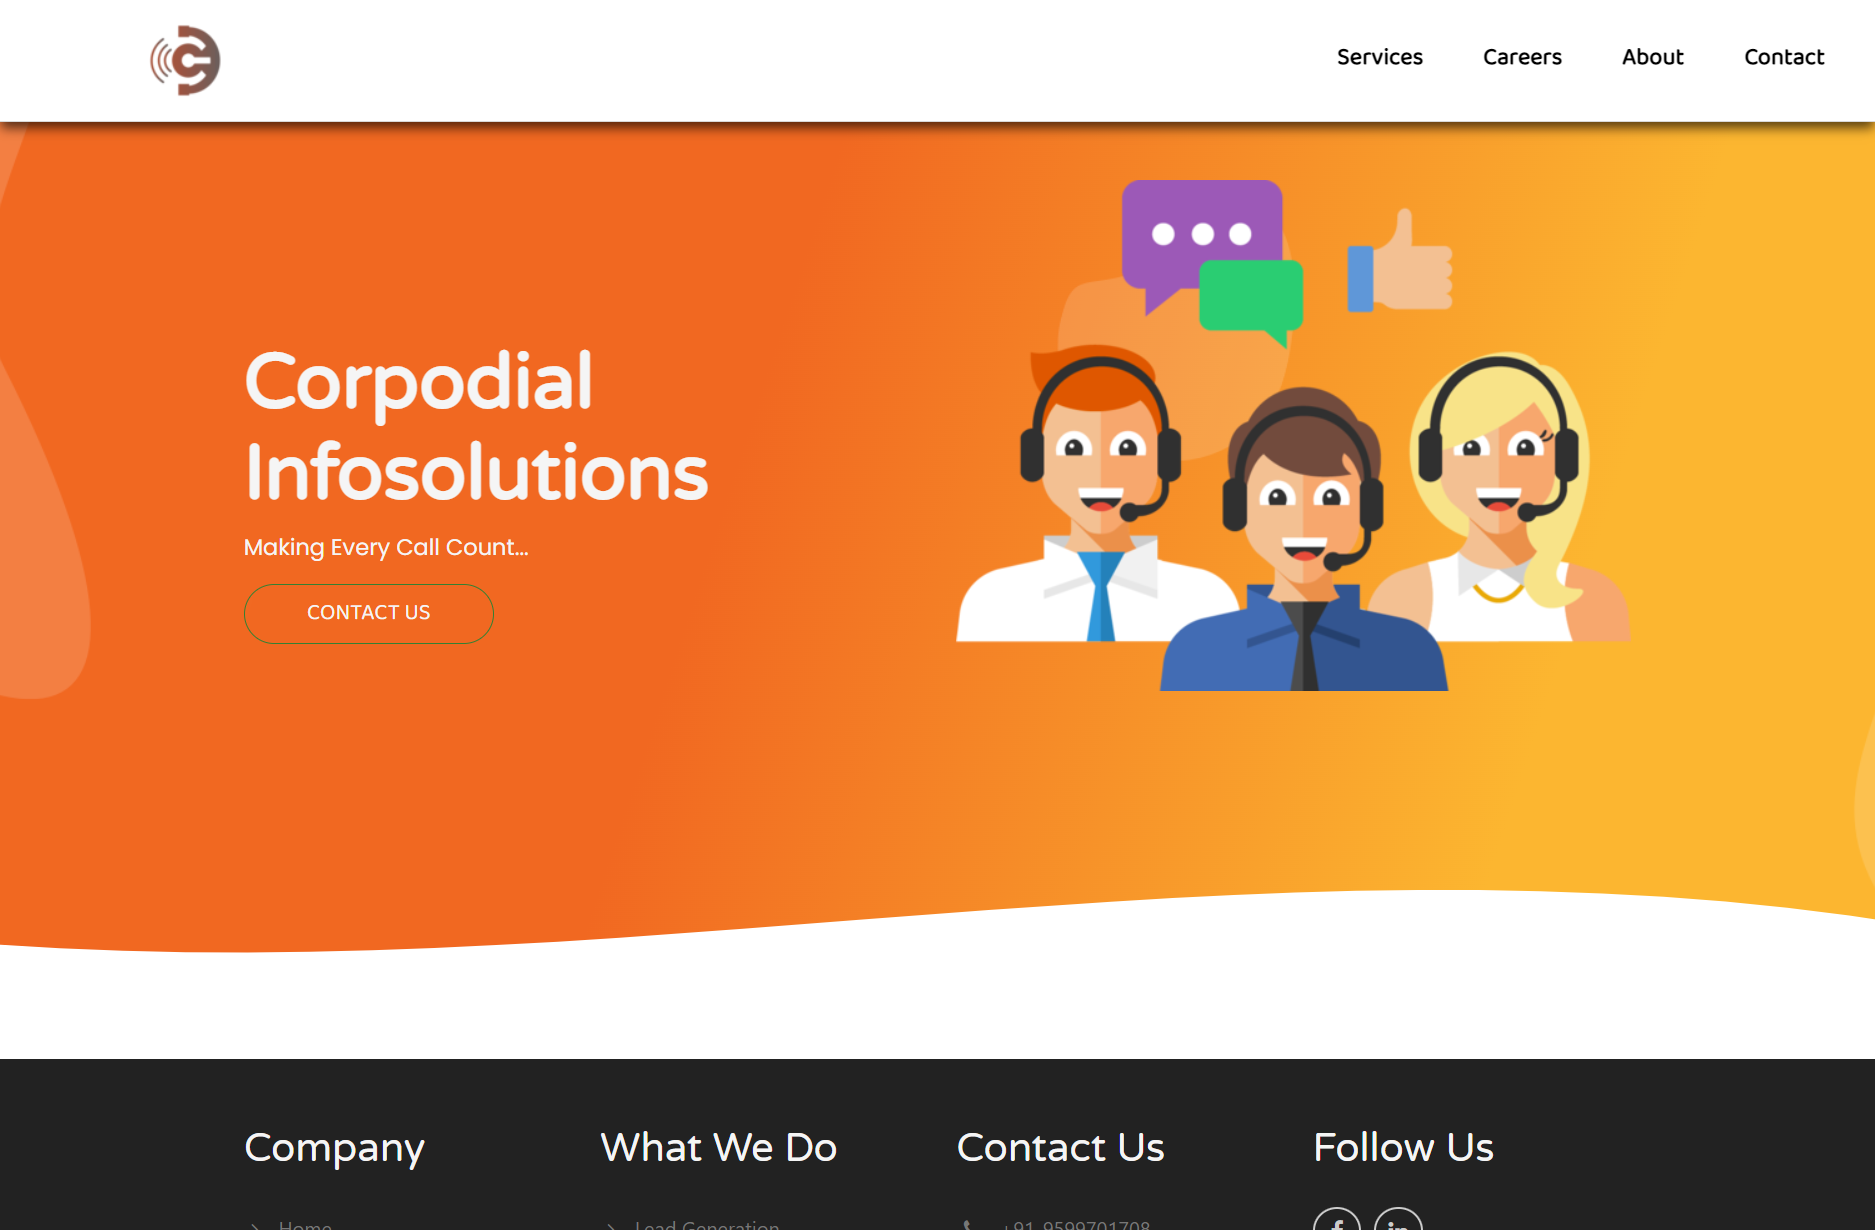 Services Careers About Contact
Corpodial
Infosolutions
Making Every Call Count...
CONTACT US
Company What We Do Contact Us Follow Us
Home Lead Generation +91-9599701708